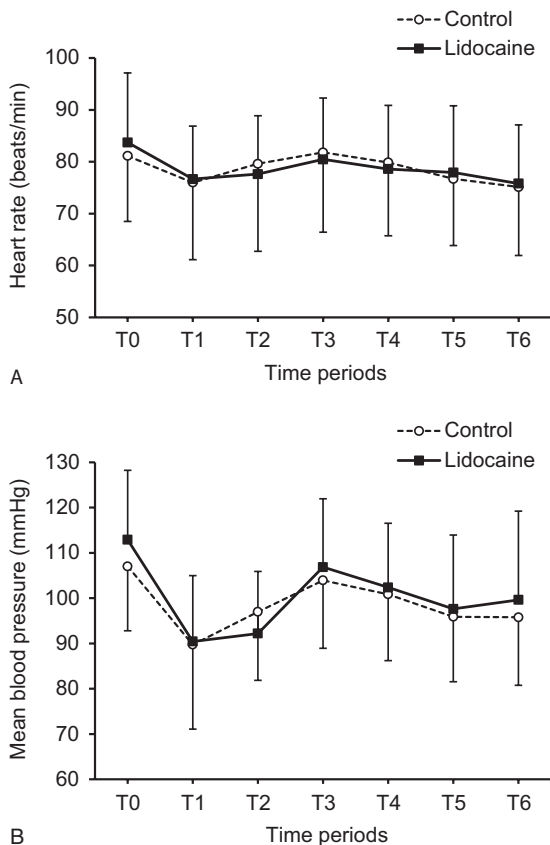 Control
Lidocaine
100
90
80
70
60
50
Heart rate (beats/min)
T0 T1 T2 T3 T4 T5 T6
Time periods
A
Control
Lidocaine
130
120
110
100
90
80
70
60
Mean blood pressure (mmHg)
T0 T1 T2 T3 T4 T5 T6
Time periods
B